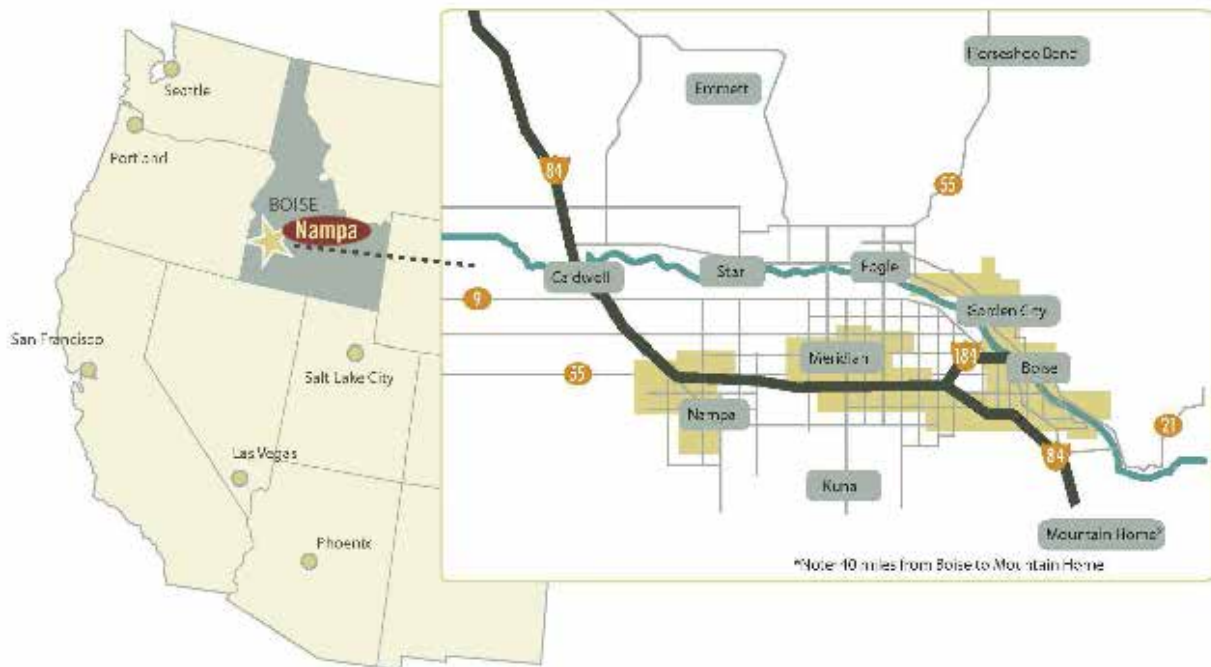 Seattle
Portland
BOISE
Nampa
San Francisco
Salt Lake City
Las Vegas
Phoenix
Horseshoe Bend
Emmett
84
55
Caldwell
Star
Eagle
9
Garden City
Meridian
184
55
Boise
Nampa
21
84
Kuna
Mountain Home*
*Note: 40 miles from Boise to Mountain Home